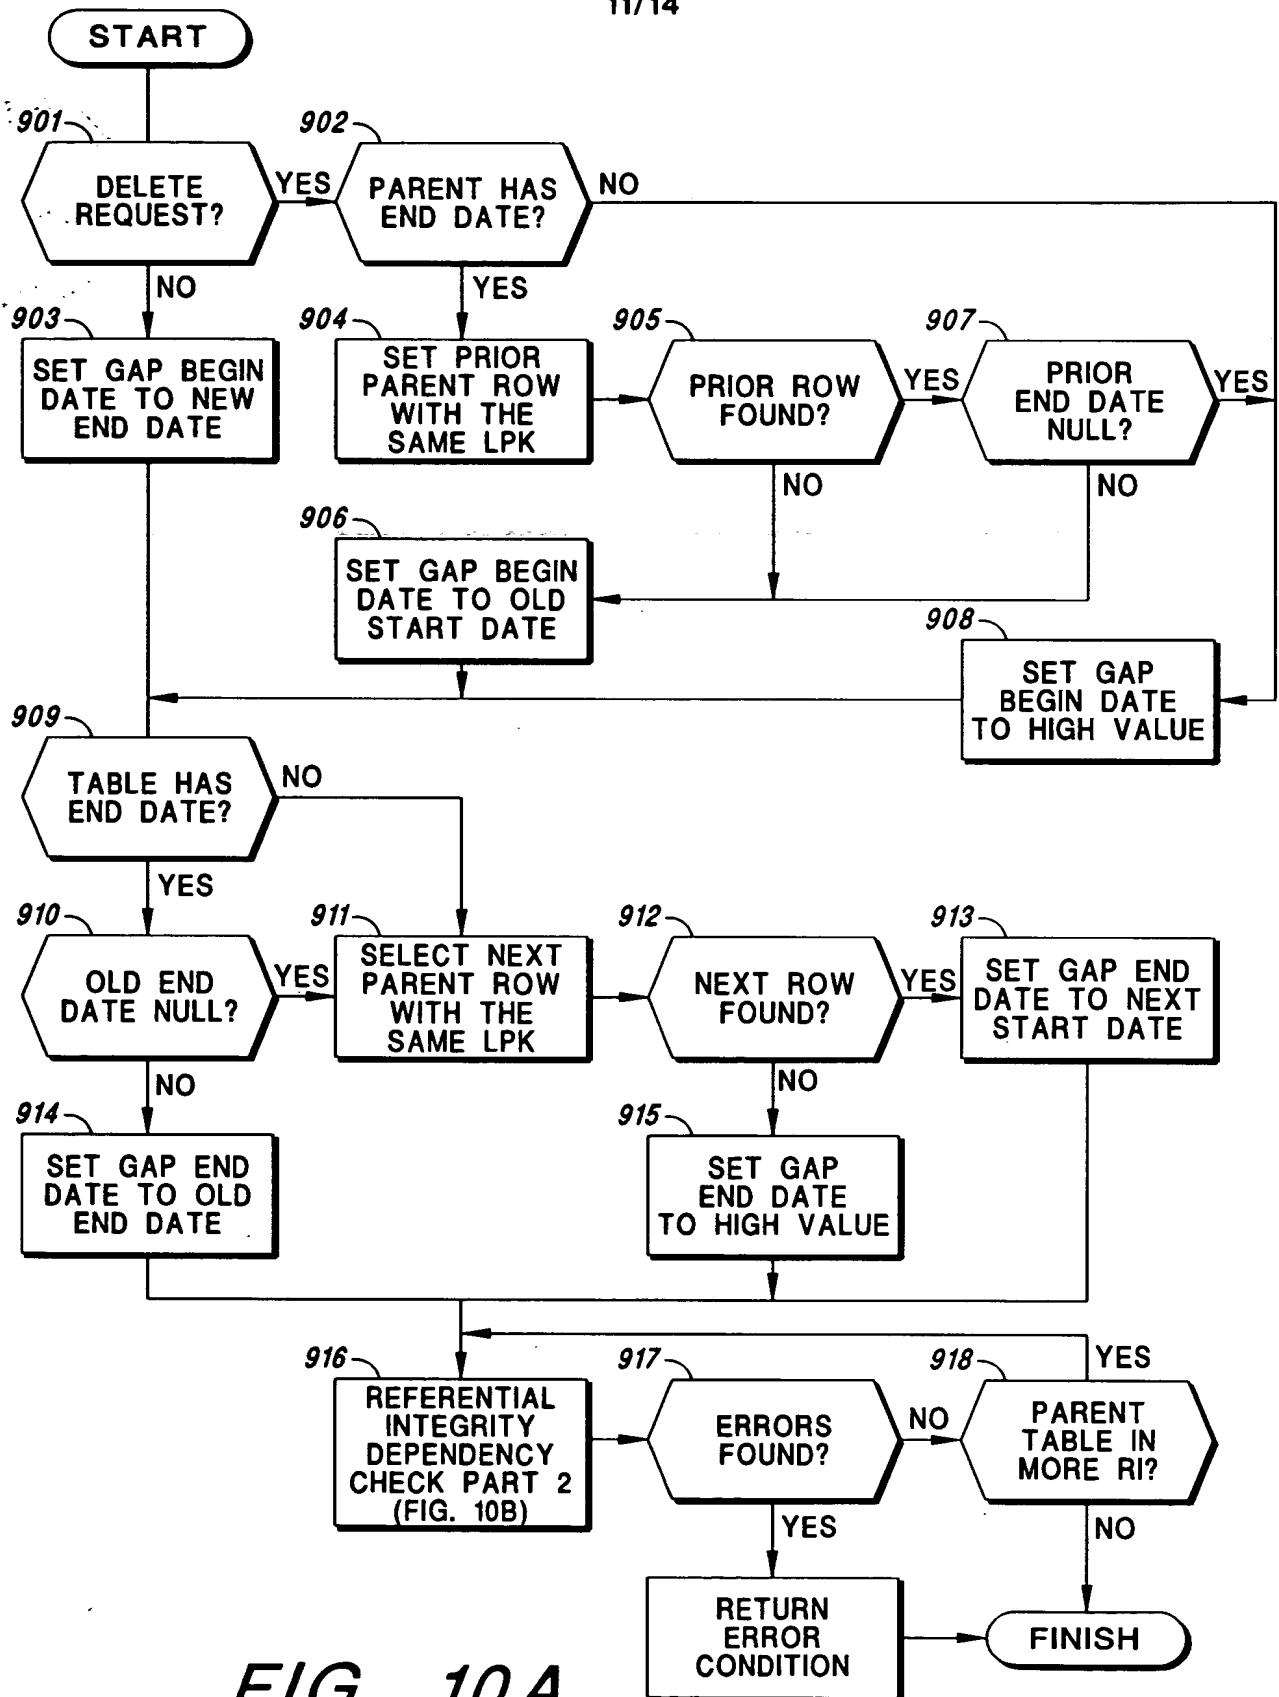 11/14
START
901
902
DELETE
REQUEST?
YES
PARENT HAS
END DATE?
NO
NO
YES
903
904
905
907
SET GAP BEGIN
DATE TO NEW
END DATE
SET PRIOR
PARENT ROW
WITH THE
SAME LPK
PRIOR ROW
FOUND?
YES
PRIOR
END DATE
NULL?
YES
NO
NO
906
SET GAP BEGIN
DATE TO OLD
START DATE
908
SET GAP
BEGIN DATE
TO HIGH VALUE
909
TABLE HAS
END DATE?
NO
YES
910
911
912
913
OLD END
DATE NULL?
YES
SELECT NEXT
PARENT ROW
WITH THE
SAME LPK
NEXT ROW
FOUND?
YES
SET GAP END
DATE TO NEXT
START DATE
NO
NO
914
915
SET GAP END
DATE TO OLD
END DATE
SET GAP
END DATE
TO HIGH VALUE
916
917
918
YES
REFERENTIAL
INTEGRITY
DEPENDENCY
CHECK PART 2
(FIG. 10B)
ERRORS
FOUND?
NO
PARENT
TABLE IN
MORE RI?
YES
NO
RETURN
ERROR
CONDITION
FINISH
FIG 10A